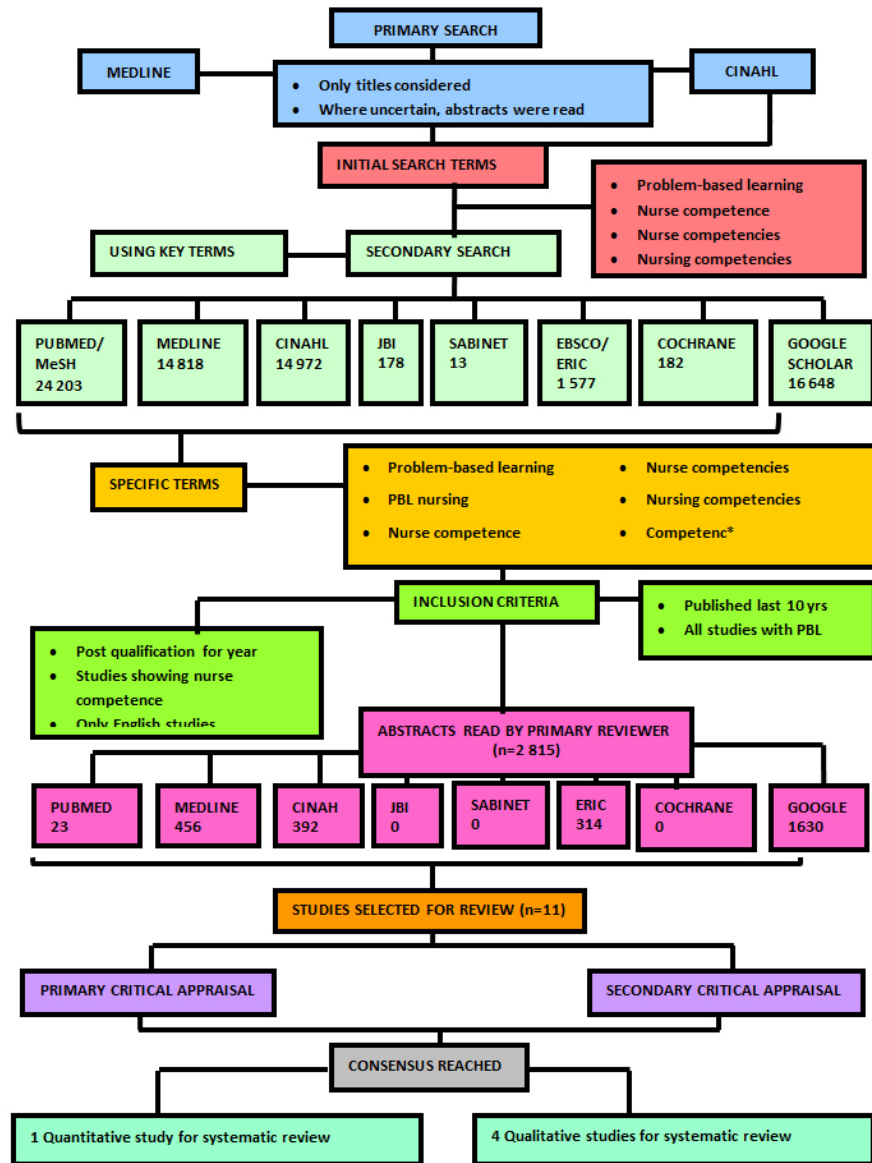 PRIMARY SEARCH
MEDLINE
• Only titles considered
• Where uncertain, abstracts were read
CINAHL
INITIAL SEARCH TERMS
• Problem-based learning
• Nurse competence
• Nurse competencies
• Nursing competencies
USING KEY TERMS
SECONDARY SEARCH
PUBMED/
MeSH
24 203
MEDLINE
14 818
CINAHL
14 972
JBI
178
SABINET
13
EBSCO/
ERIC
1 577
COCHRANE
182
GOOGLE
SCHOLAR
16 648
SPECIFIC TERMS
• Problem-based learning
• PBL nursing
• Nurse competence
• Nurse competencies
• Nursing competencies
• Competenc*
INCLUSION CRITERIA
• Published last 10 yrs
• All studies with PBL
• Post qualification for year
• Studies showing nurse
competence
• Only English studies
ABSTRACTS READ BY PRIMARY REVIEWER
(n=2 815)
PUBMED
23
MEDLINE
456
CINAH
392
JBI
0
SABINET
0
ERIC
314
COCHRANE
0
GOOGLE
1630
STUDIES SELECTED FOR REVIEW (n=11)
PRIMARY CRITICAL APPRAISAL
SECONDARY CRITICAL APPRAISAL
CONSENSUS REACHED
1 Quantitative study for systematic review
4 Qualitative studies for systematic review